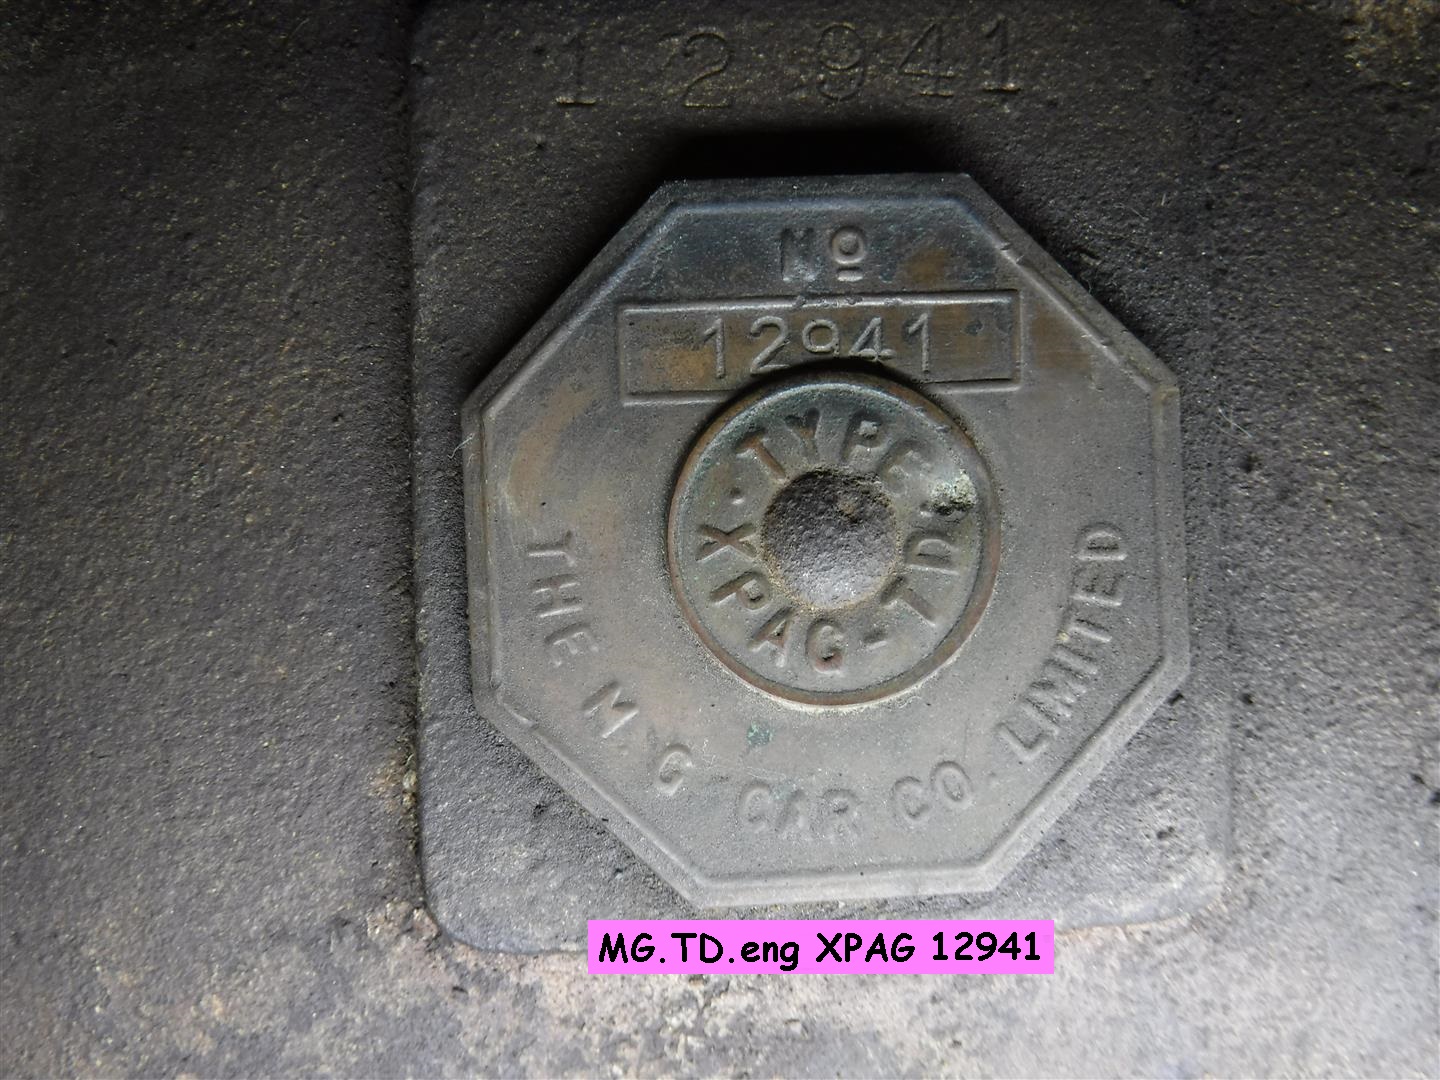 12941
Nº
12941
· TYPE ·
XPAG-TD
THE M.G CAR CO. LIMITED
MG.TD.eng XPAG 12941